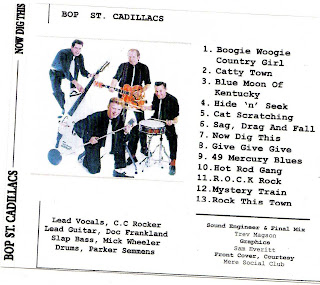 NOW DIG THIS
BOP ST. CADILLACS
BOP ST. CADILLACS
1. Boogie Woogie
Country Girl
2. Catty Town
3. Blue Moon Of
Kentucky
4. Hide 'n' Seek
5. Cat Scratching
6. Sag, Drag And Fall
7. Now Dig This
8. Give Give Give
9. 49 Mercury Blues
10. Hot Rod Gang
11. R.O.C.K Rock
12. Mystery Train
13. Rock This Town
Lead Vocals, C.C Rocker
Lead Guitar, Doc Frankland
Slap Bass, Mick Wheeler
Drums, Parker Semmens
Sound Engineer & Final Mix
Trev Magson
Graphics
Sam Everitt
Front Cover, Courtesy
Mere Social Club